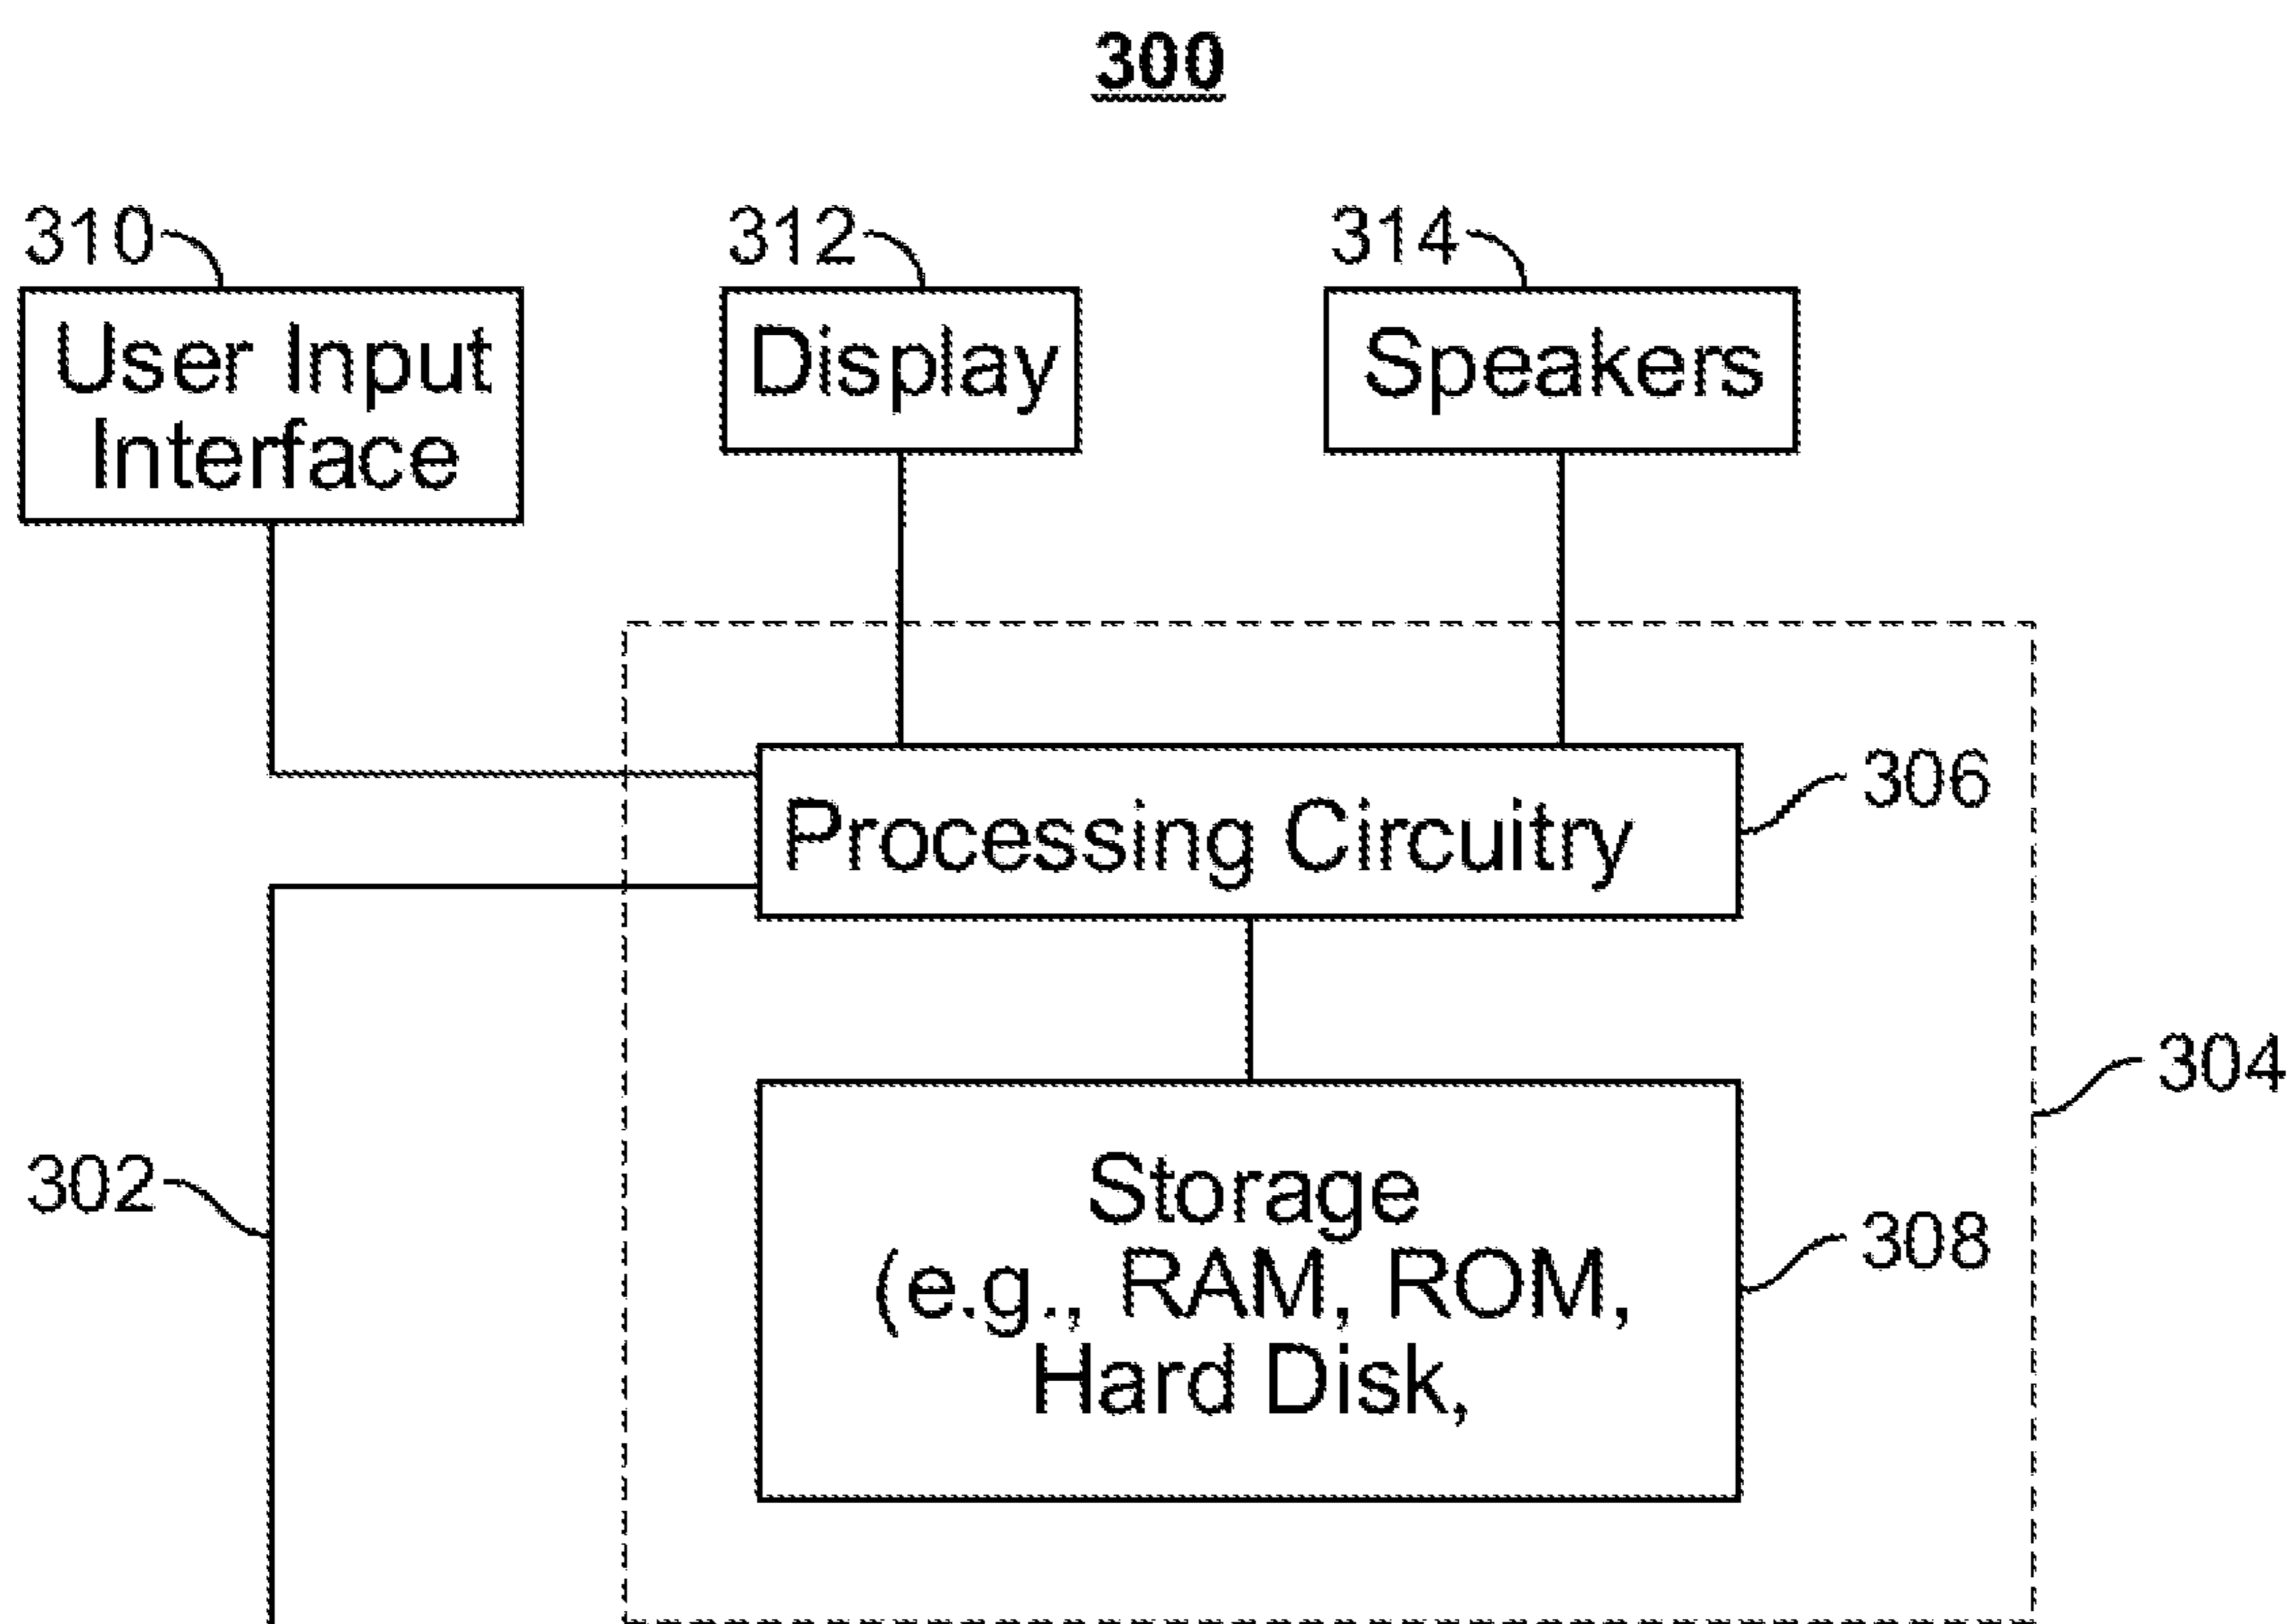 300
310
312
314
User Input
Interface
Display
Speakers
Processing Circuitry
306
304
302
Storage
(e.g., RAM, ROM,
Hard Disk,
308